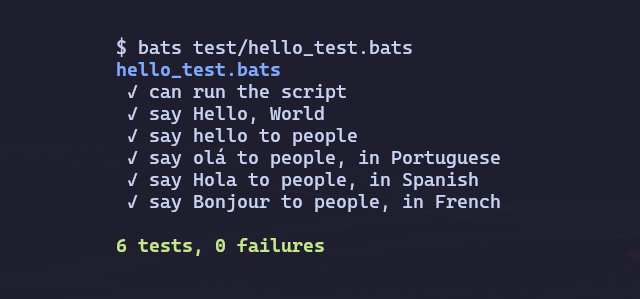 $ bats test/hello_test.bats
hello_test.bats
✓ can run the script
✓ say Hello, World
✓ say hello to people
✓ say olá to people, in Portuguese
✓ say Hola to people, in Spanish
✓ say Bonjour to people, in French
6 tests, 0 failures